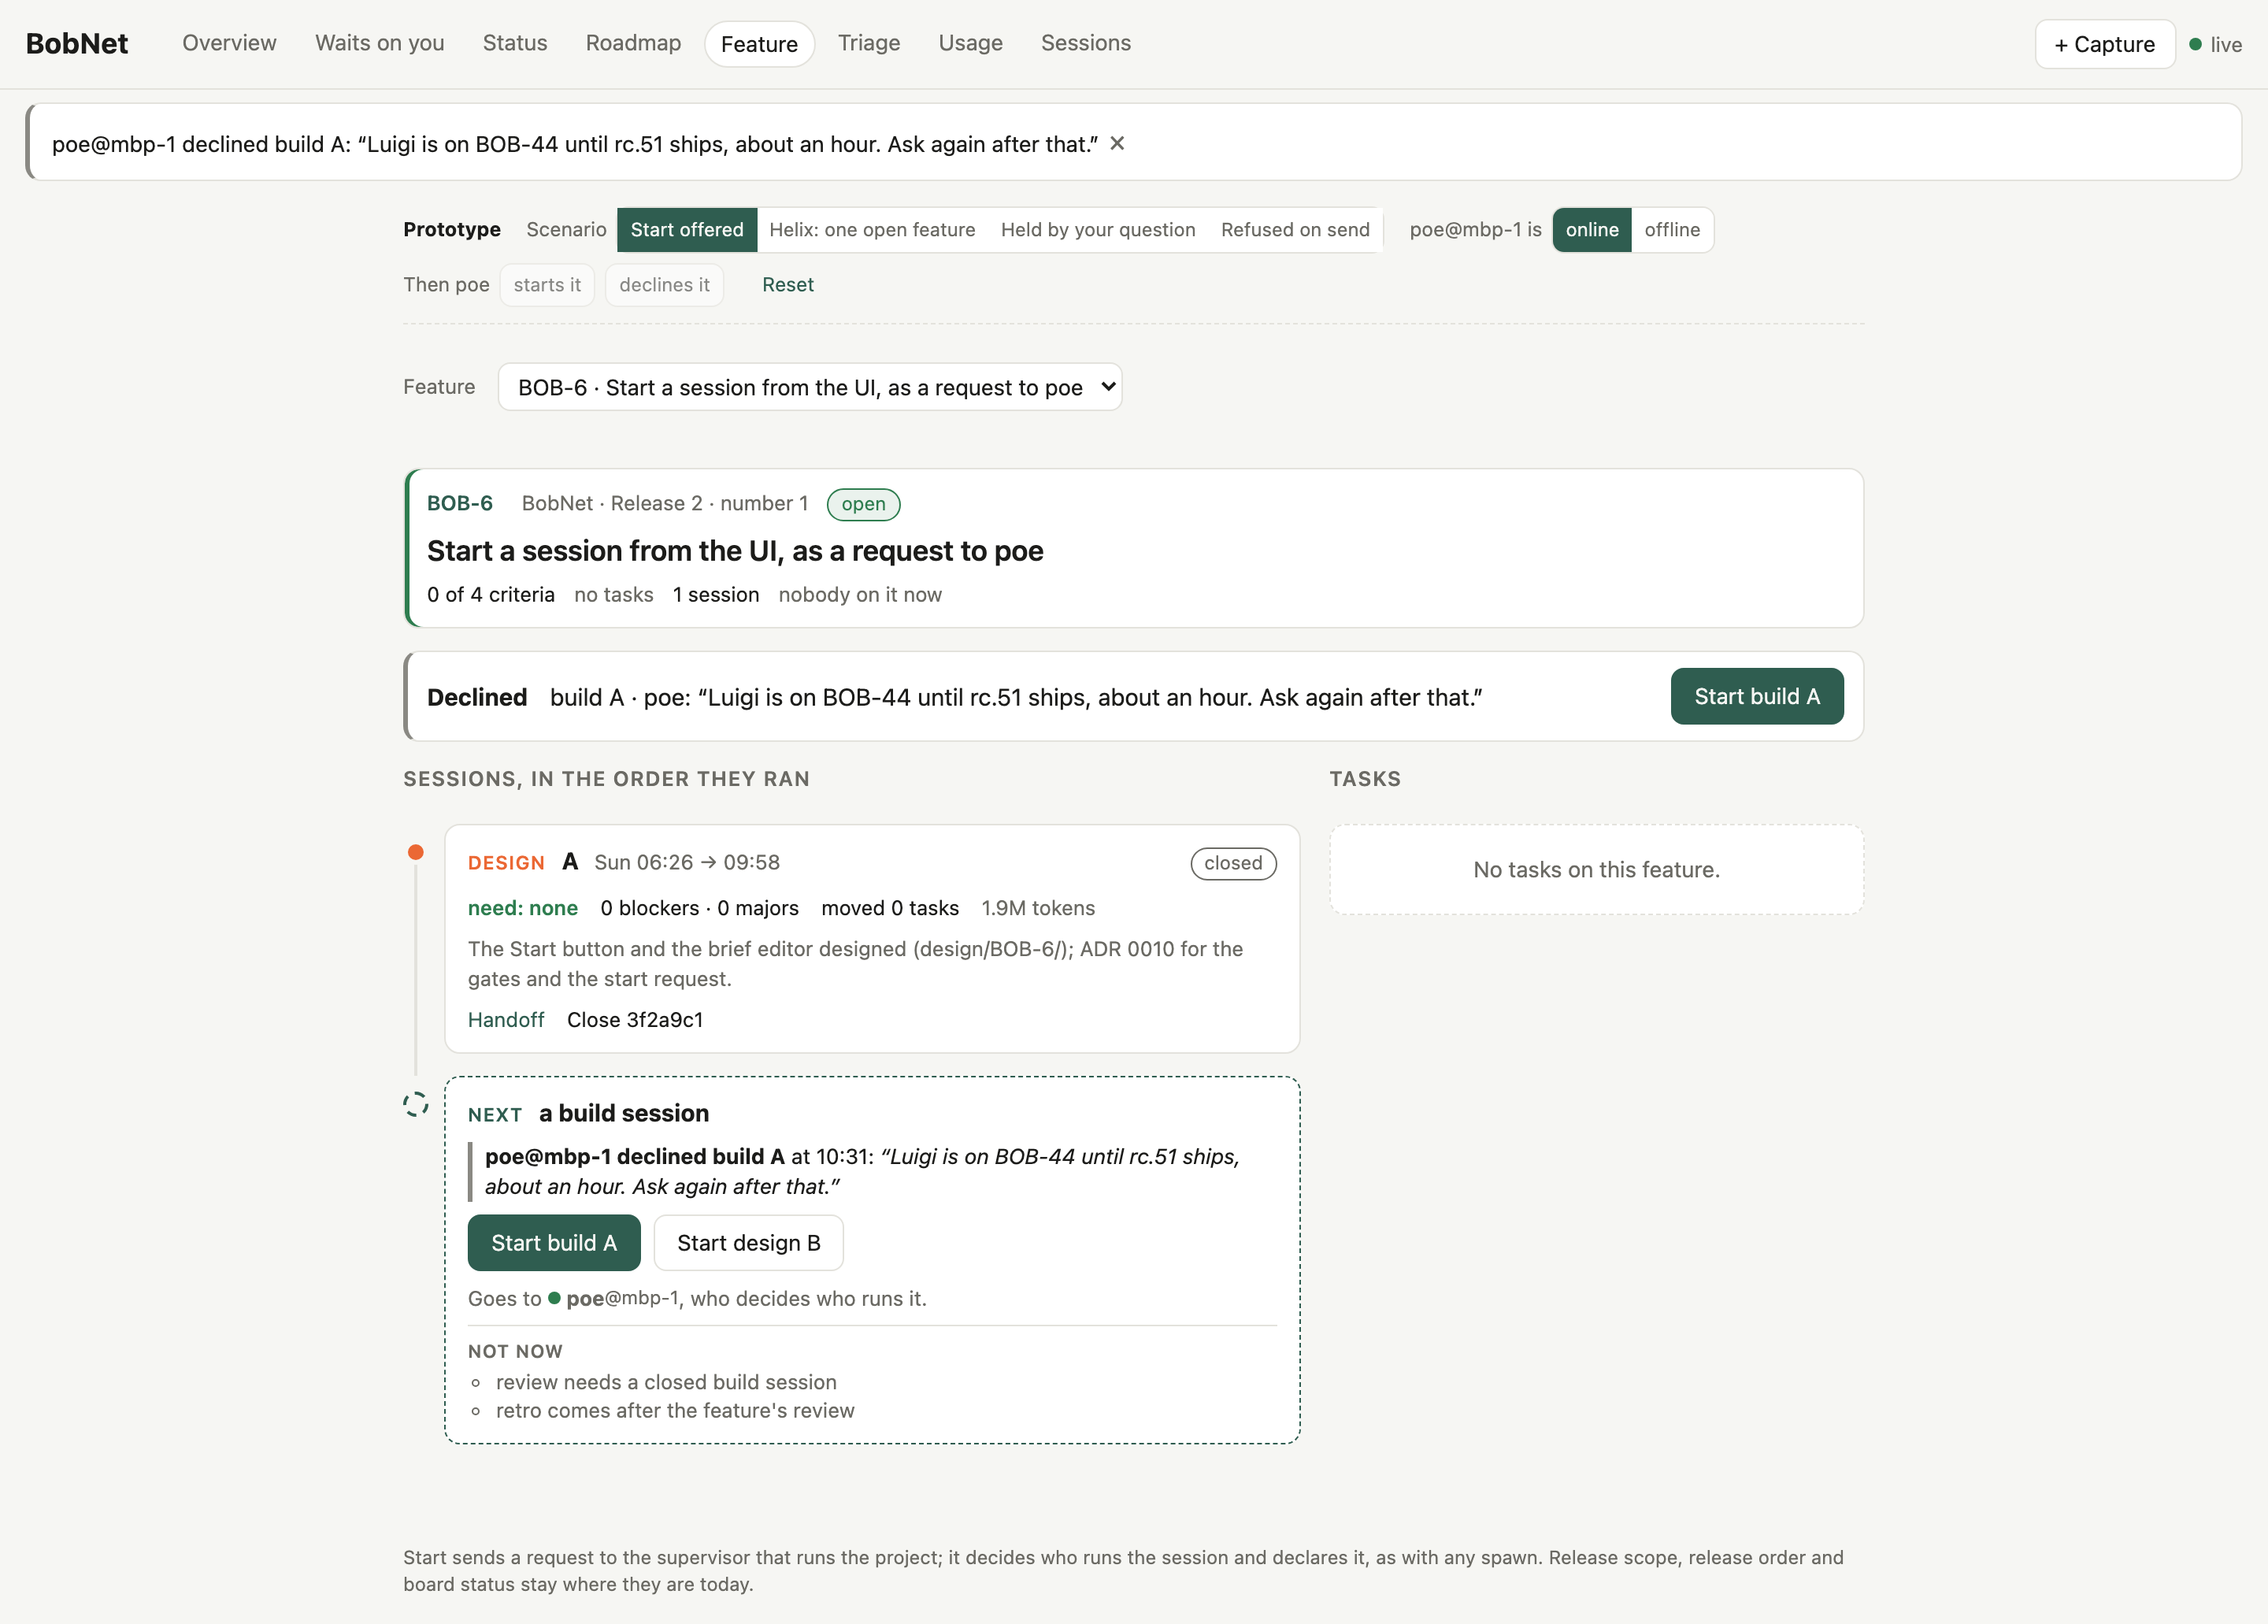 BobNet Overview Waits on you Status Roadmap Feature Triage Usage Sessions + Capture live
poe@mbp-1 declined build A: “Luigi is on BOB-44 until rc.51 ships, about an hour. Ask again after that.” ✕
Prototype Scenario Start offered Helix: one open feature Held by your question Refused on send poe@mbp-1 is online offline
Then poe starts it declines it Reset
Feature BOB-6 · Start a session from the UI, as a request to poe
BOB-6 BobNet · Release 2 · number 1 open
Start a session from the UI, as a request to poe
0 of 4 criteria no tasks 1 session nobody on it now
Declined build A · poe: “Luigi is on BOB-44 until rc.51 ships, about an hour. Ask again after that.” Start build A
SESSIONS, IN THE ORDER THEY RAN
DESIGN A Sun 06:26 → 09:58 closed
need: none 0 blockers · 0 majors moved 0 tasks 1.9M tokens
The Start button and the brief editor designed (design/BOB-6/); ADR 0010 for the
gates and the start request.
Handoff Close 3f2a9c1
NEXT a build session
poe@mbp-1 declined build A at 10:31: “Luigi is on BOB-44 until rc.51 ships,
about an hour. Ask again after that.”
Start build A Start design B
Goes to poe@mbp-1, who decides who runs it.
NOT NOW
review needs a closed build session
retro comes after the feature's review
TASKS
No tasks on this feature.
Start sends a request to the supervisor that runs the project; it decides who runs the session and declares it, as with any spawn. Release scope, release order and
board status stay where they are today.